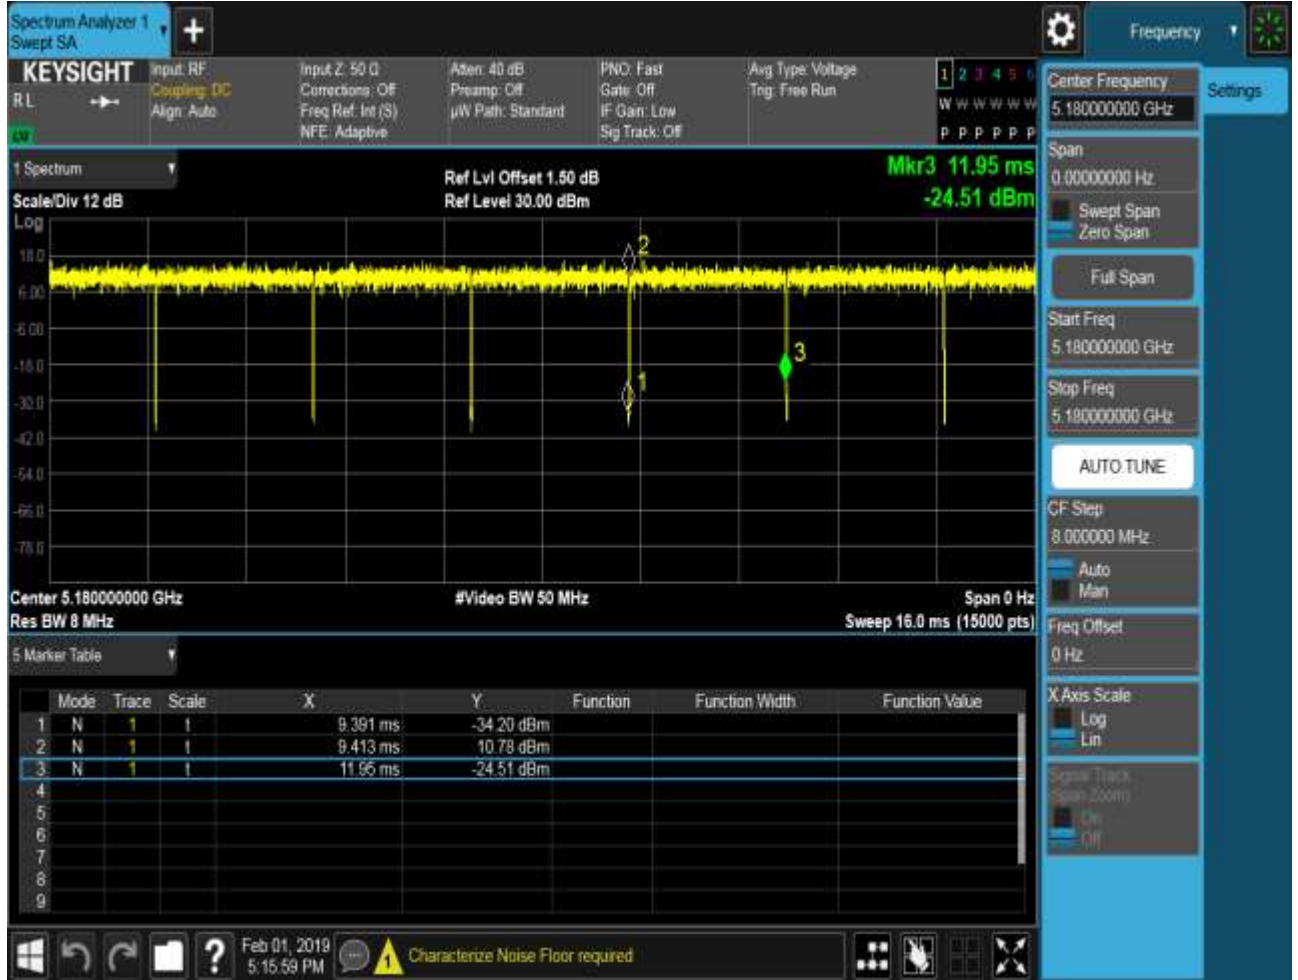 Spectrum Analyzer 1
Swept SA
+
Frequency
KEYSIGHT
RL
Input: RF
Coupling: DC
Align: Auto
Input Z: 50 Ω
Corrections: Off
Freq Ref: Int (S)
NFE: Adaptive
Atten: 40 dB
Preamp: Off
µW Path: Standard
PNO: Fast
Gate: Off
IF Gain: Low
Sig Track: Off
Avg Type: Voltage
Trig: Free Run
1 2 3 4 5 6
W W W W W W
P P P P P P
1 Spectrum
Scale/Div 12 dB
Log
Ref Lvl Offset 1.50 dB
Ref Level 30.00 dBm
Mkr3 11.95 ms
-24.51 dBm
18.0
6.00
-6.00
-18.0
-30.0
-42.0
-54.0
-66.0
-78.0
2
1
3
Center 5.180000000 GHz
Res BW 8 MHz
#Video BW 50 MHz
Span 0 Hz
Sweep 16.0 ms (15000 pts)
5 Marker Table
Mode Trace Scale X Y Function Function Width Function Value
1 N 1 t 9.391 ms -34.20 dBm
2 N 1 t 9.413 ms 10.78 dBm
3 N 1 t 11.95 ms -24.51 dBm
4
5
6
7
8
9
Center Frequency
5.180000000 GHz
Settings
Span
0.00000000 Hz
Swept Span
Zero Span
Full Span
Start Freq
5.180000000 GHz
Stop Freq
5.180000000 GHz
AUTO TUNE
CF Step
8.000000 MHz
Auto
Man
Freq Offset
0 Hz
X Axis Scale
Log
Lin
Signal Track
(Span Zoom)
On
Off
?
Feb 01, 2019
5:15:59 PM
1
Characterize Noise Floor required